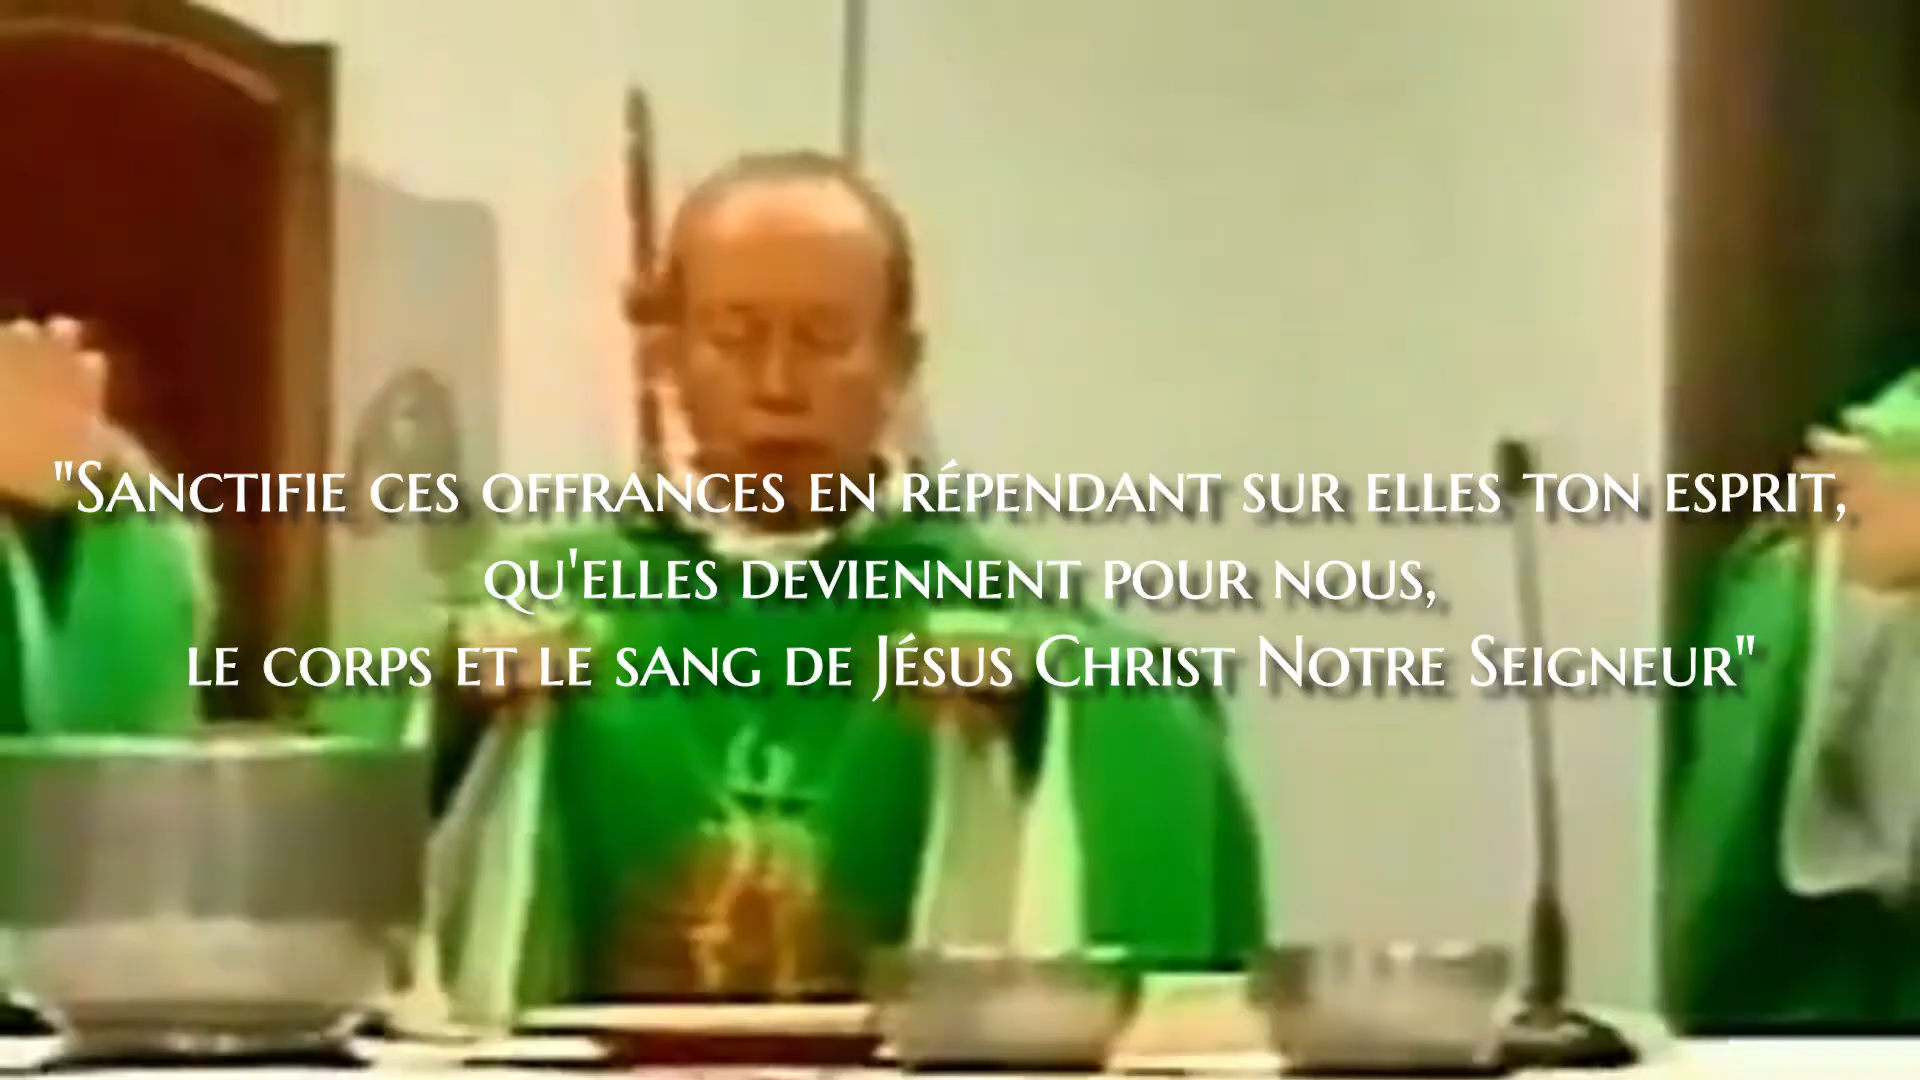 "Sanctifie ces offrances en répendant sur elles ton esprit,
qu'elles deviennent pour nous,
le corps et le sang de Jésus Christ Notre Seigneur"